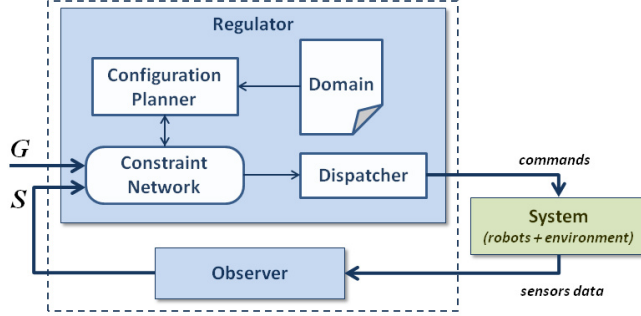 Regulator
Configuration
Planner
Domain
G
Constraint
Network
Dispatcher
commands
S
System
(robots + environment)
Observer
sensors data